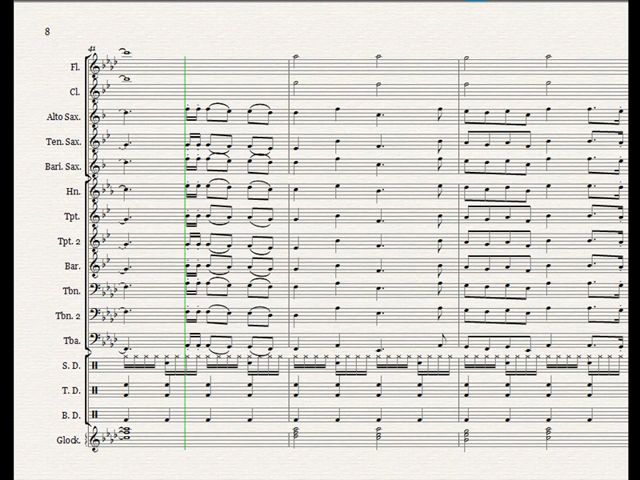 8
41
Fl.
Cl.
Alto Sax.
Ten. Sax.
Bari. Sax.
Hn.
Tpt.
Tpt. 2
Bar.
Tbn.
Tbn. 2
Tba.
S. D.
T. D.
B. D.
Glock.